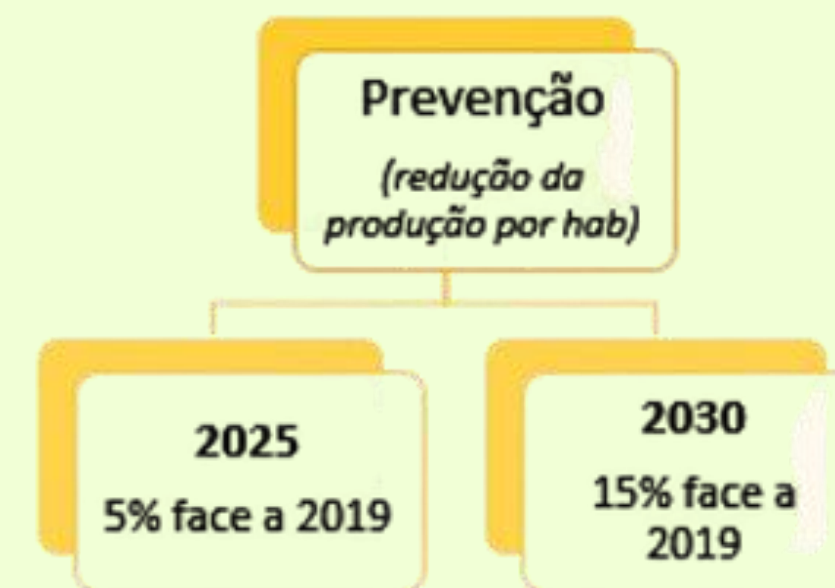 Prevenção
(redução da
produção por hab)
2025
5% face a 2019
2030
15% face a
2019